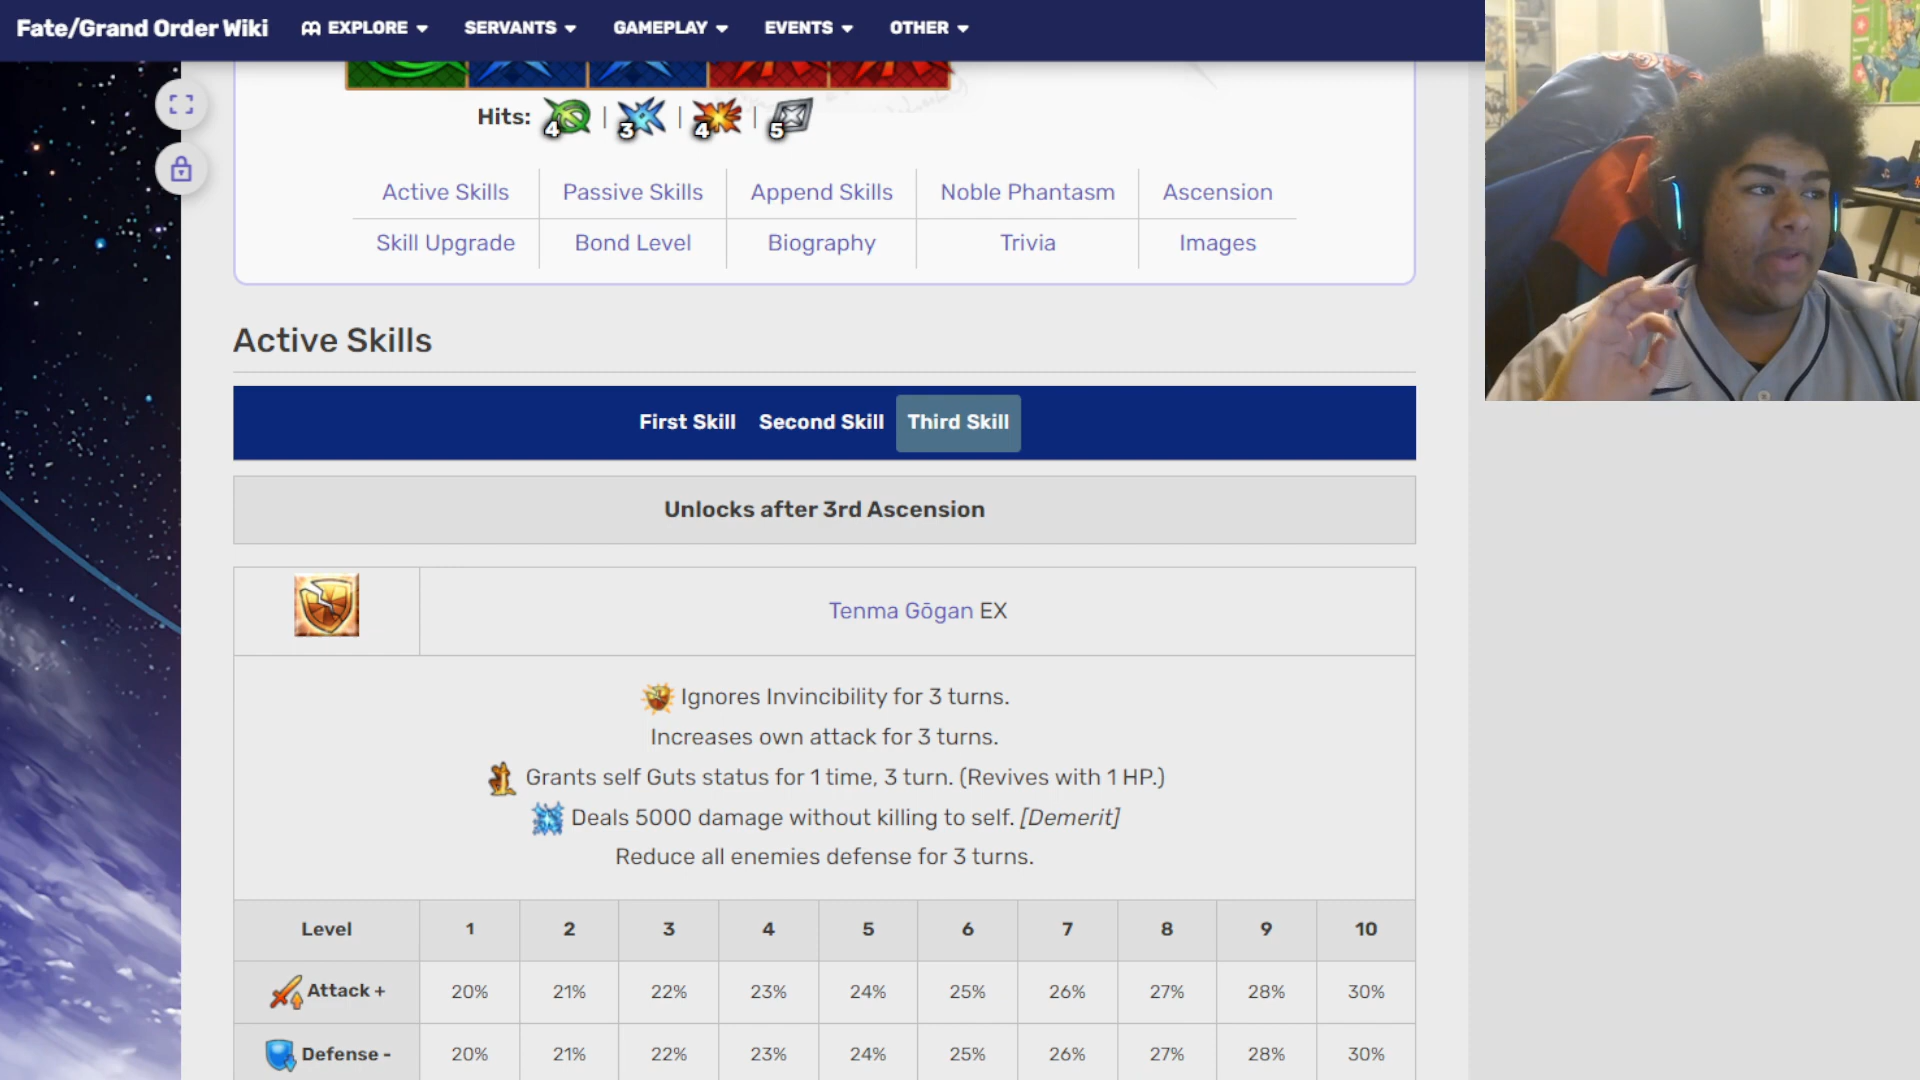 Fate/Grand Order Wiki EXPLORE SERVANTS GAMEPLAY EVENTS OTHER
Hits: 4 | 3 | 4 | 5
Active Skills Passive Skills Append Skills Noble Phantasm Ascension
Skill Upgrade Bond Level Biography Trivia Images
Active Skills
First Skill Second Skill Third Skill
Unlocks after 3rd Ascension
Tenma Gōgan EX
Ignores Invincibility for 3 turns.
Increases own attack for 3 turns.
Grants self Guts status for 1 time, 3 turn. (Revives with 1 HP.)
Deals 5000 damage without killing to self. [Demerit]
Reduce all enemies defense for 3 turns.
Level 1 2 3 4 5 6 7 8 9 10
Attack + 20% 21% 22% 23% 24% 25% 26% 27% 28% 30%
Defense - 20% 21% 22% 23% 24% 25% 26% 27% 28% 30%